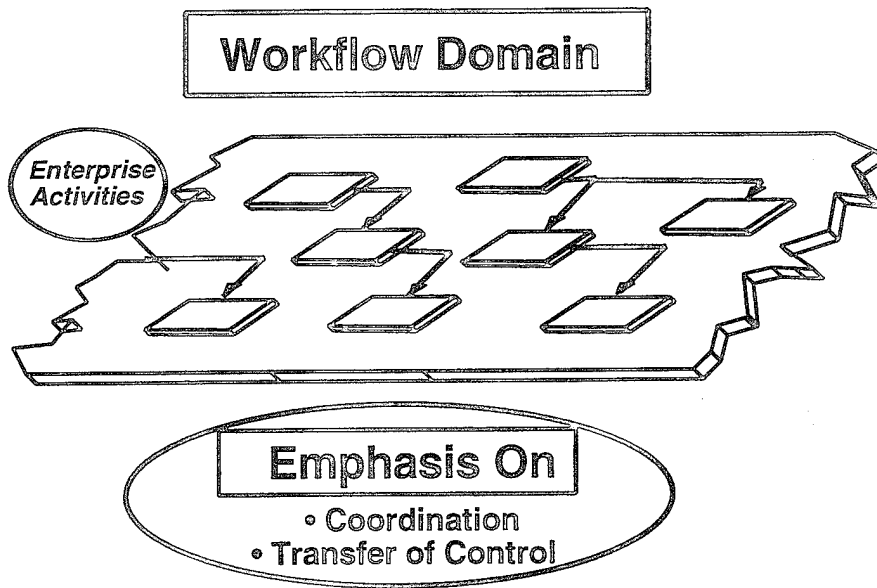 Workflow Domain
Enterprise
Activities
Emphasis On
• Coordination
• Transfer of Control